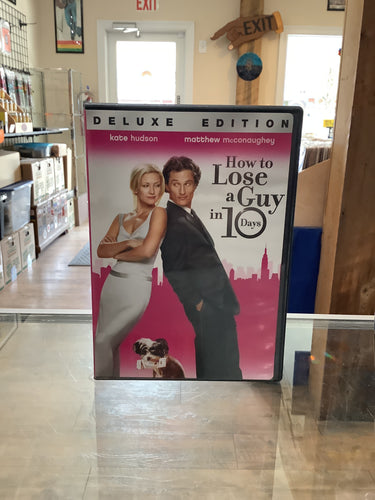 EXIT
EXIT
DELUXE EDITION
kate hudson matthew mcconaughey
How to
Lose
a Guy
in 10
Days